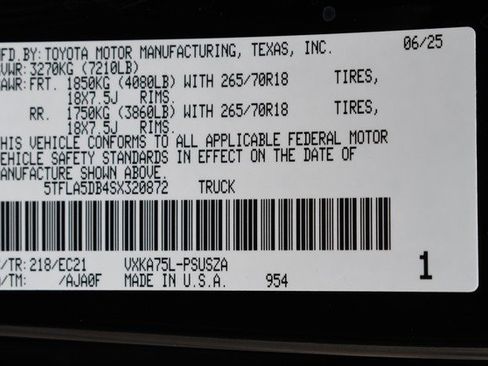 MFD.BY: TOYOTA MOTOR MANUFACTURING, TEXAS, INC. 06/25
VWR: 3270KG (7210LB)
AWR: FRT. 1850KG (4080LB) WITH 265/70R18 TIRES,
18X7.5J RIMS.
RR. 1750KG (3860LB) WITH 265/70R18 TIRES,
18X7.5J RIMS.
HIS VEHICLE CONFORMS TO ALL APPLICABLE FEDERAL MOTOR
EHICLE SAFETY STANDARDS IN EFFECT ON THE DATE OF
ANUFACTURE SHOWN ABOVE.
5TFLA5DB4SX320872 TRUCK
/TR: 218/EC21 VXKA75L-PSUSZA 1
/TM: /AJA0F MADE IN U.S.A. 954